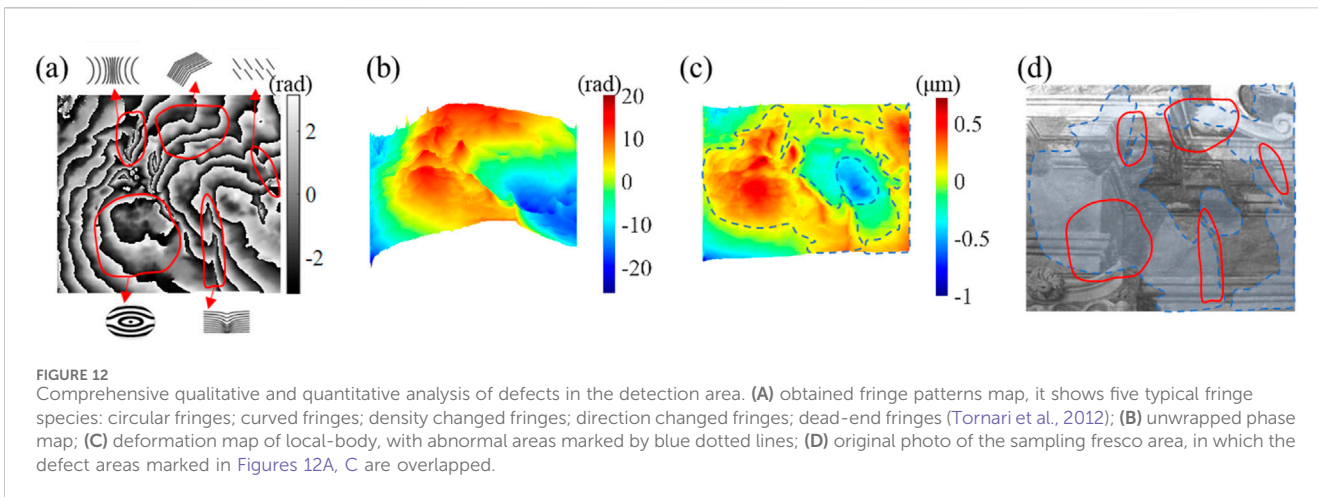 (a)
(rad)
2
0
-2
(b)
(rad)
20
10
0
-10
-20
(c)
(μm)
0.5
0
-0.5
-1
(d)
FIGURE 12
Comprehensive qualitative and quantitative analysis of defects in the detection area. (A) obtained fringe patterns map, it shows five typical fringe
species: circular fringes; curved fringes; density changed fringes; direction changed fringes; dead-end fringes (Tornari et al., 2012); (B) unwrapped phase
map; (C) deformation map of local-body, with abnormal areas marked by blue dotted lines; (D) original photo of the sampling fresco area, in which the
defect areas marked in Figures 12A, C are overlapped.